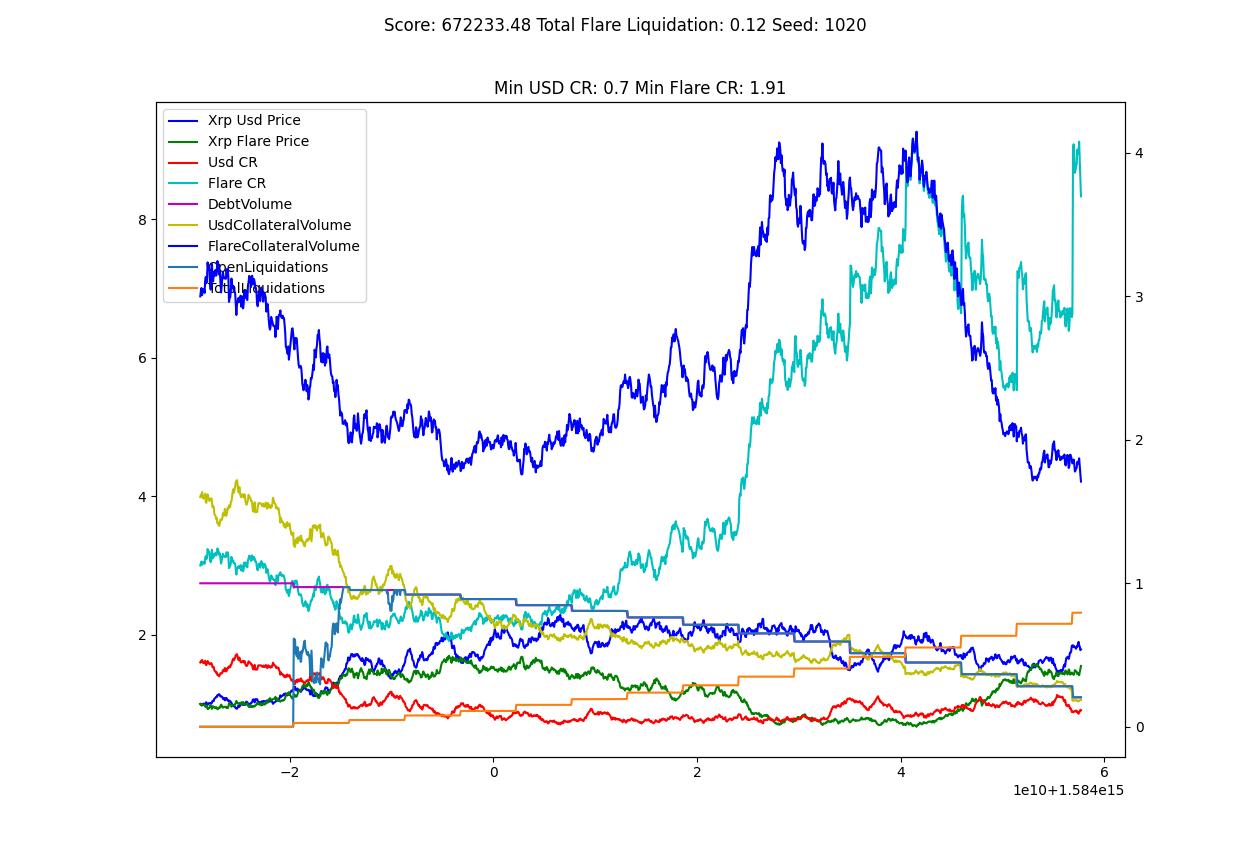 Score: 672233.48 Total Flare Liquidation: 0.12 Seed: 1020
Min USD CR: 0.7 Min Flare CR: 1.91
Xrp Usd Price
Xrp Flare Price
Usd CR
Flare CR
DebtVolume
UsdCollateralVolume
FlareCollateralVolume
OpenLiquidations
TotalLiquidations
8
6
4
2
4
3
2
1
0
−2
0
2
4
6
1e10+1.584e15